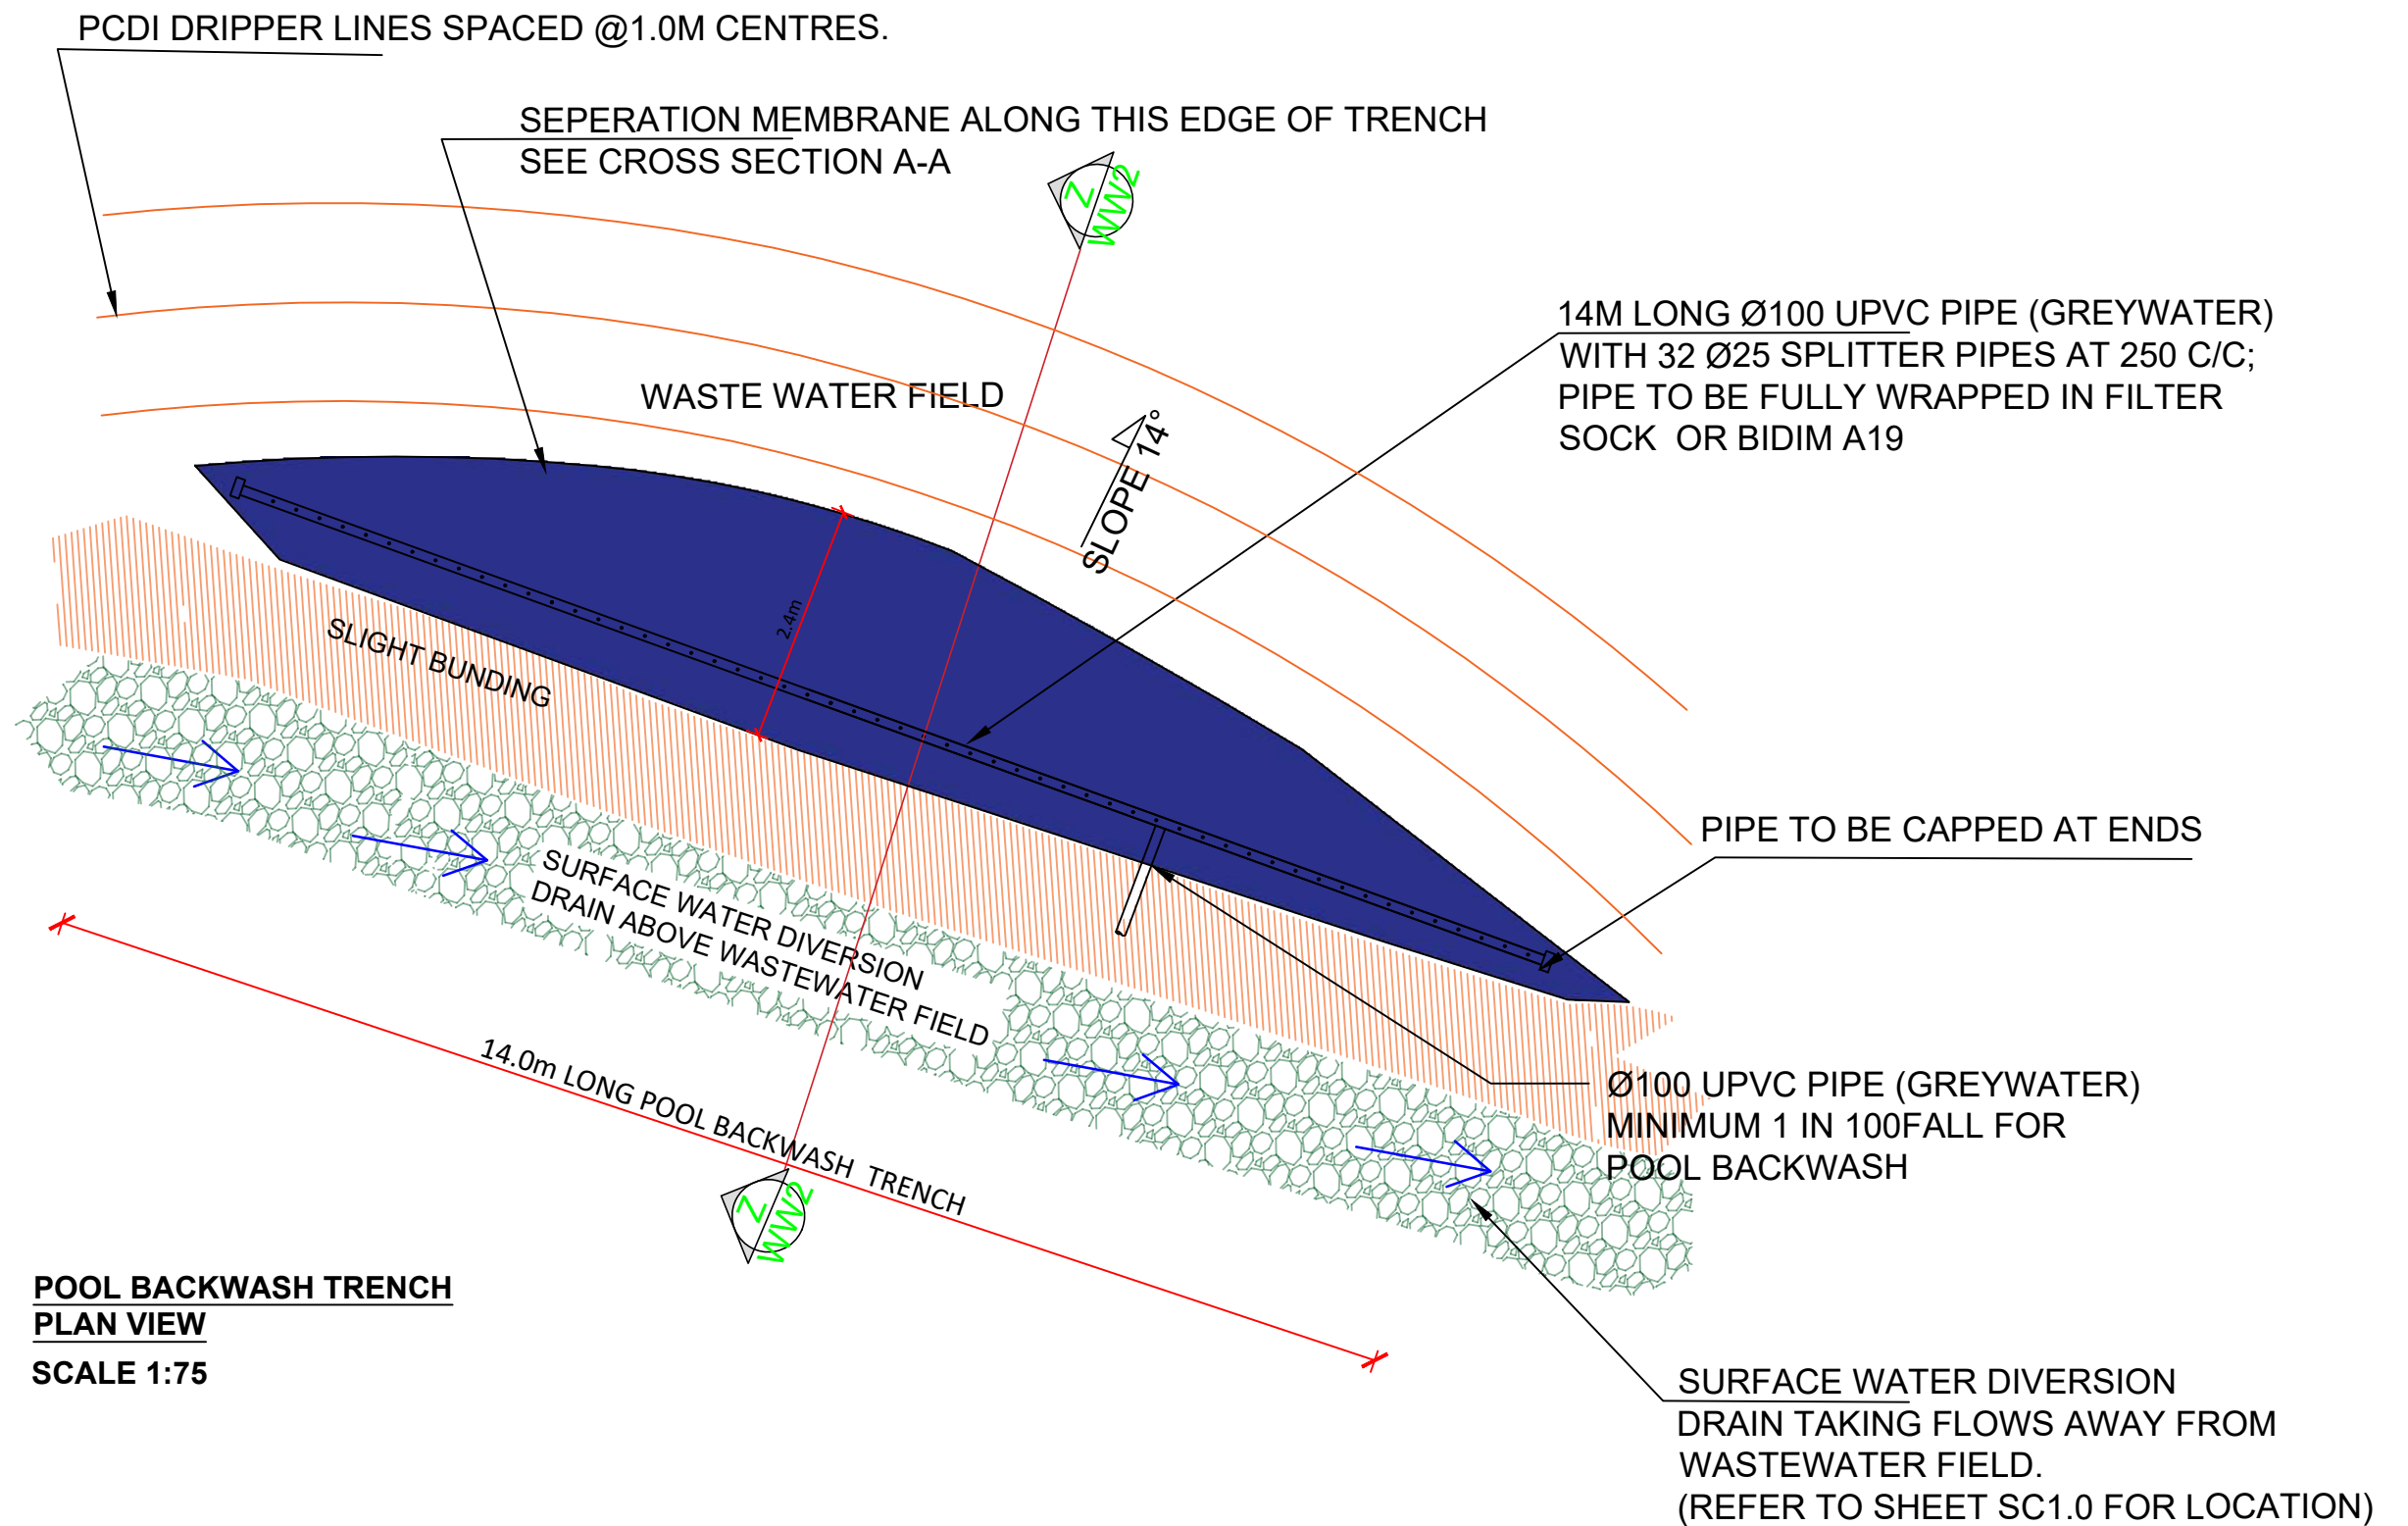 PCDI DRIPPER LINES SPACED @1.0M CENTRES.
SEPERATION MEMBRANE ALONG THIS EDGE OF TRENCH
SEE CROSS SECTION A-A
Z
WW2
14M LONG Ø100 UPVC PIPE (GREYWATER)
WITH 32 Ø25 SPLITTER PIPES AT 250 C/C;
PIPE TO BE FULLY WRAPPED IN FILTER
SOCK OR BIDIM A19
WASTE WATER FIELD
SLOPE 14°
2.4m
SLIGHT BUNDING
PIPE TO BE CAPPED AT ENDS
SURFACE WATER DIVERSION
DRAIN ABOVE WASTEWATER FIELD
14.0m LONG POOL BACKWASH TRENCH
Ø100 UPVC PIPE (GREYWATER)
MINIMUM 1 IN 100FALL FOR
POOL BACKWASH
Z
WW2
POOL BACKWASH TRENCH
PLAN VIEW
SCALE 1:75
SURFACE WATER DIVERSION
DRAIN TAKING FLOWS AWAY FROM
WASTEWATER FIELD.
(REFER TO SHEET SC1.0 FOR LOCATION)